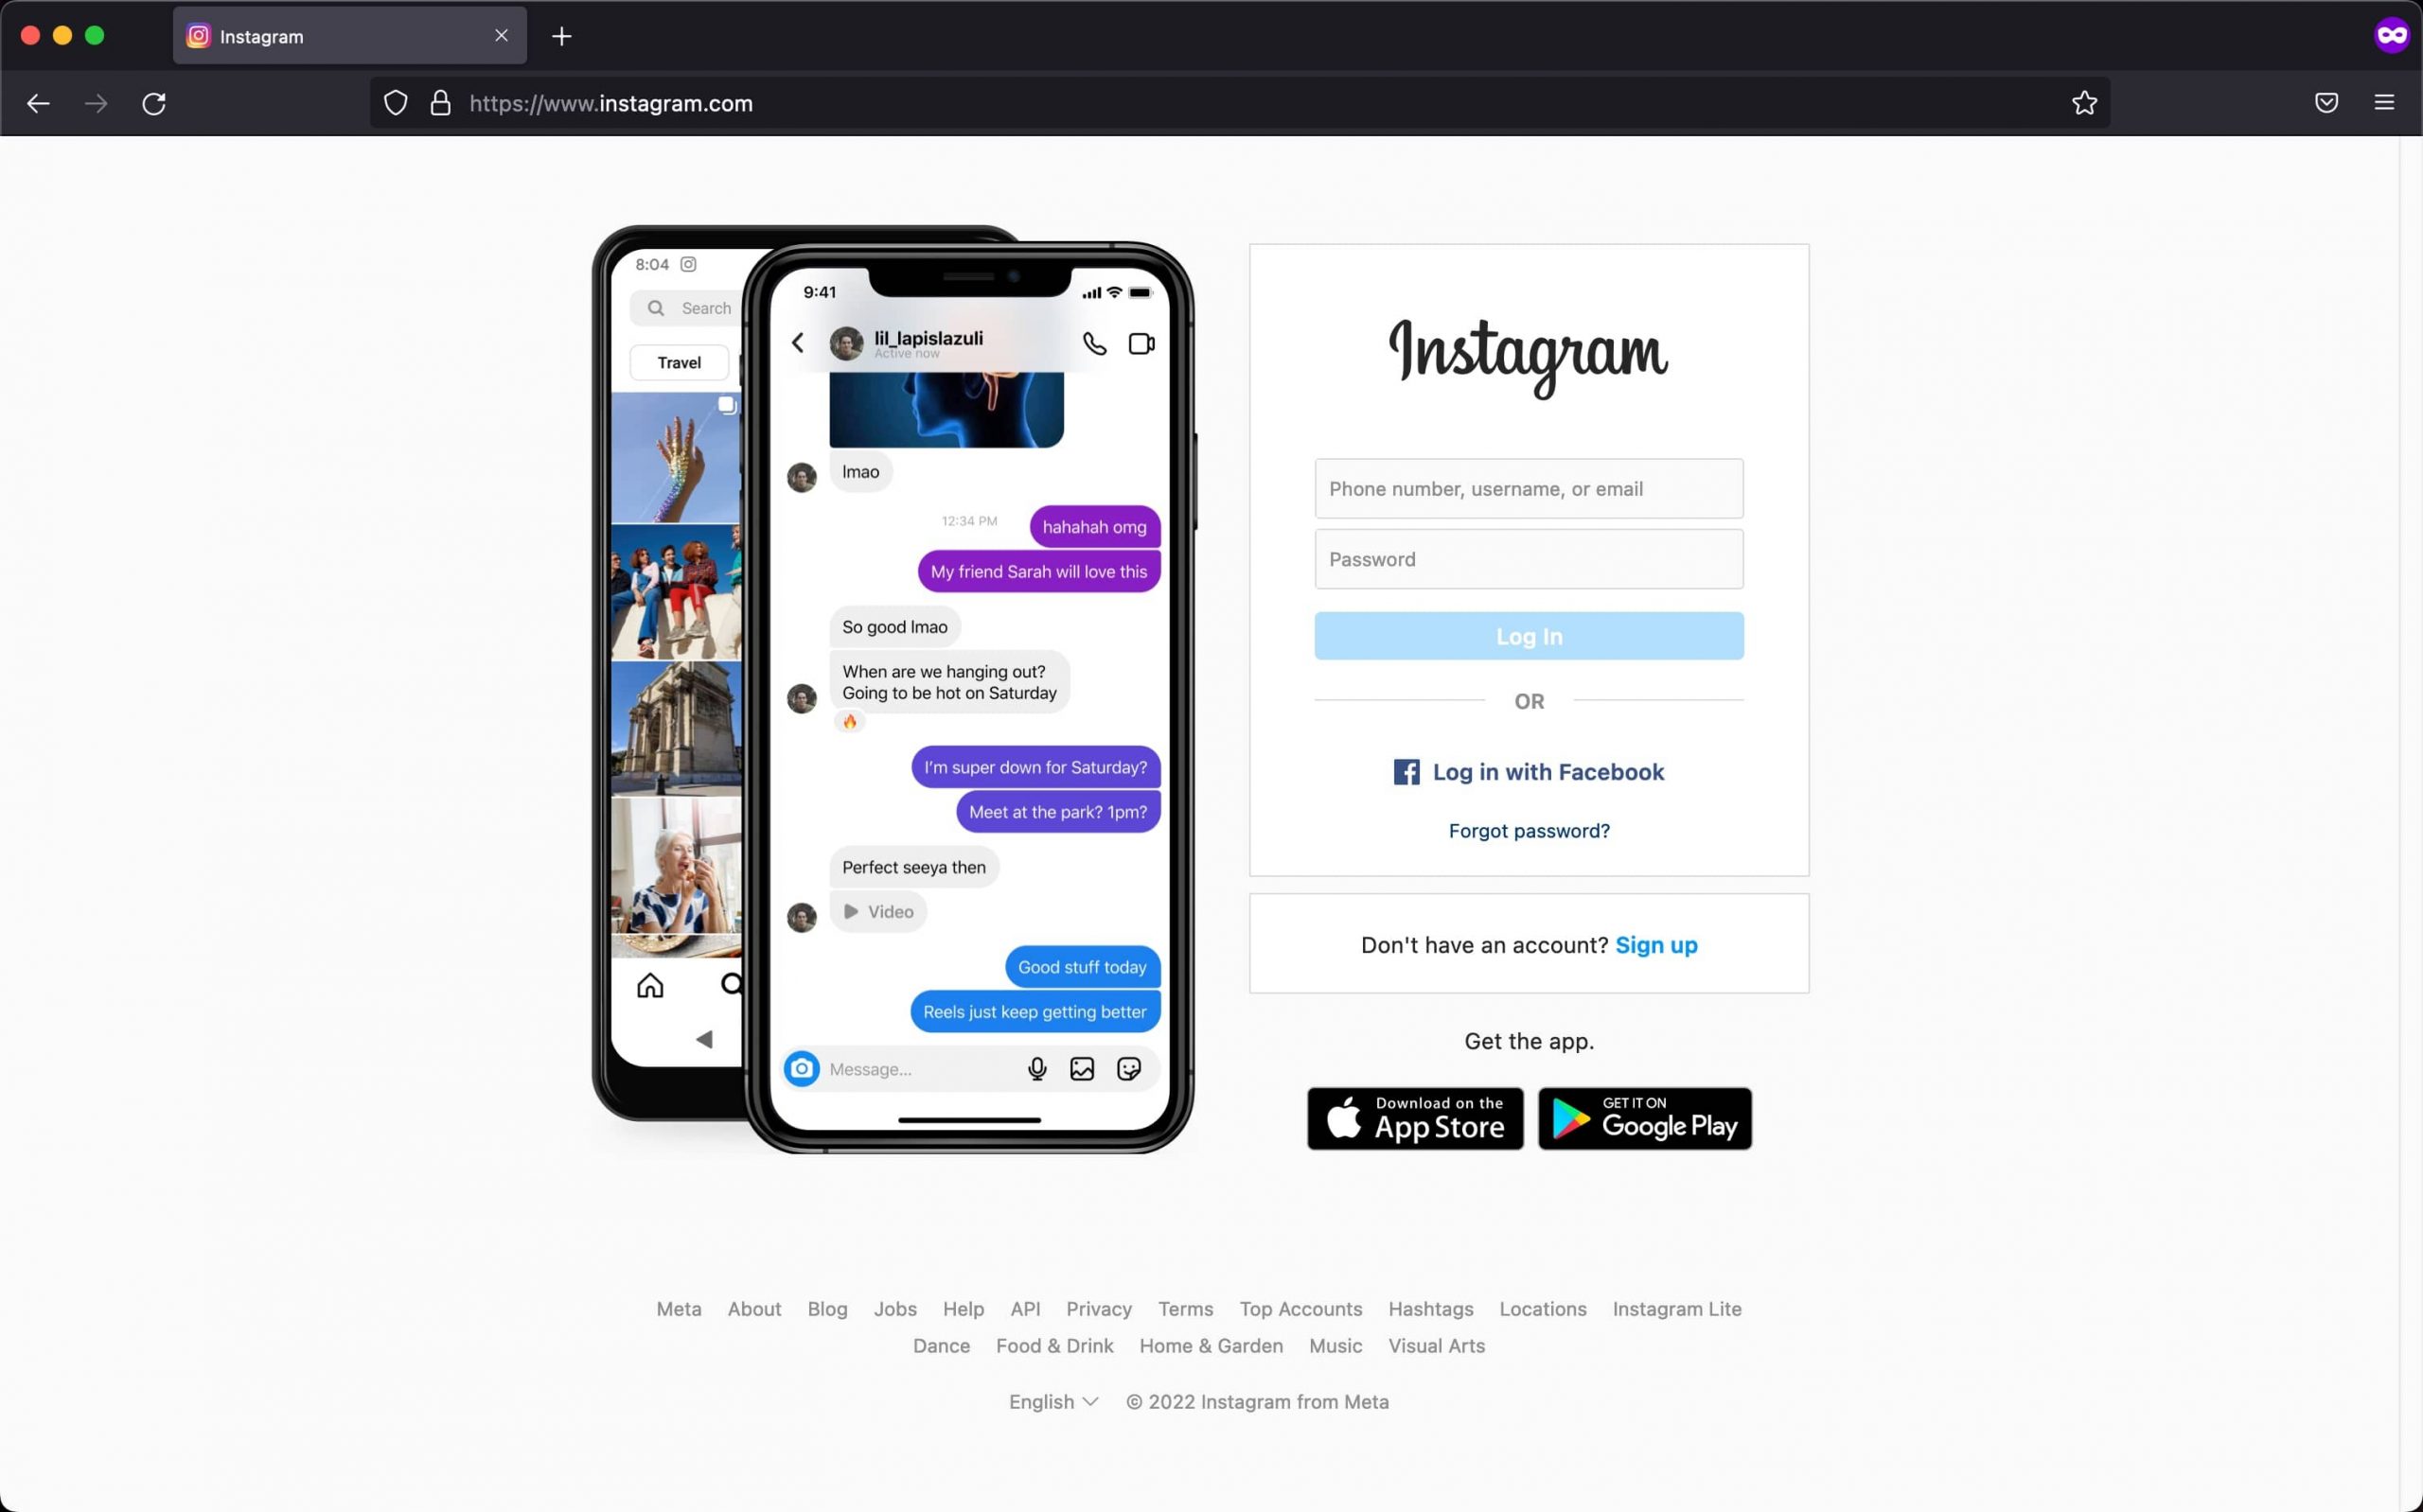 Instagram
https://www.instagram.com
8:04
Search
Travel
9:41
lil_lapislazuli
Active now
lmao
12:34 PM
hahahah omg
My friend Sarah will love this
So good lmao
When are we hanging out?
Going to be hot on Saturday
I'm super down for Saturday?
Meet at the park? 1pm?
Perfect seeya then
Video
Good stuff today
Reels just keep getting better
Message...
Instagram
Phone number, username, or email
Password
Log In
OR
Log in with Facebook
Forgot password?
Don't have an account? Sign up
Get the app.
Download on the
App Store
GET IT ON
Google Play
Meta About Blog Jobs Help API Privacy Terms Top Accounts Hashtags Locations Instagram Lite
Dance Food & Drink Home & Garden Music Visual Arts
English © 2022 Instagram from Meta